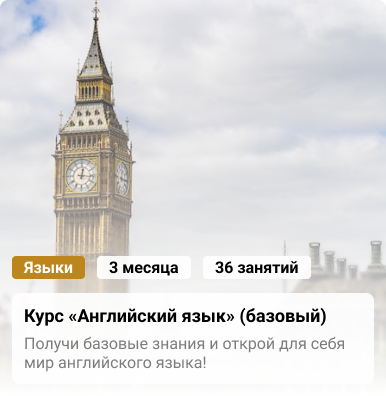 Языки
3 месяца
36 занятий
Курс «Английский язык» (базовый)
Получи базовые знания и открой для себя
мир английского языка!